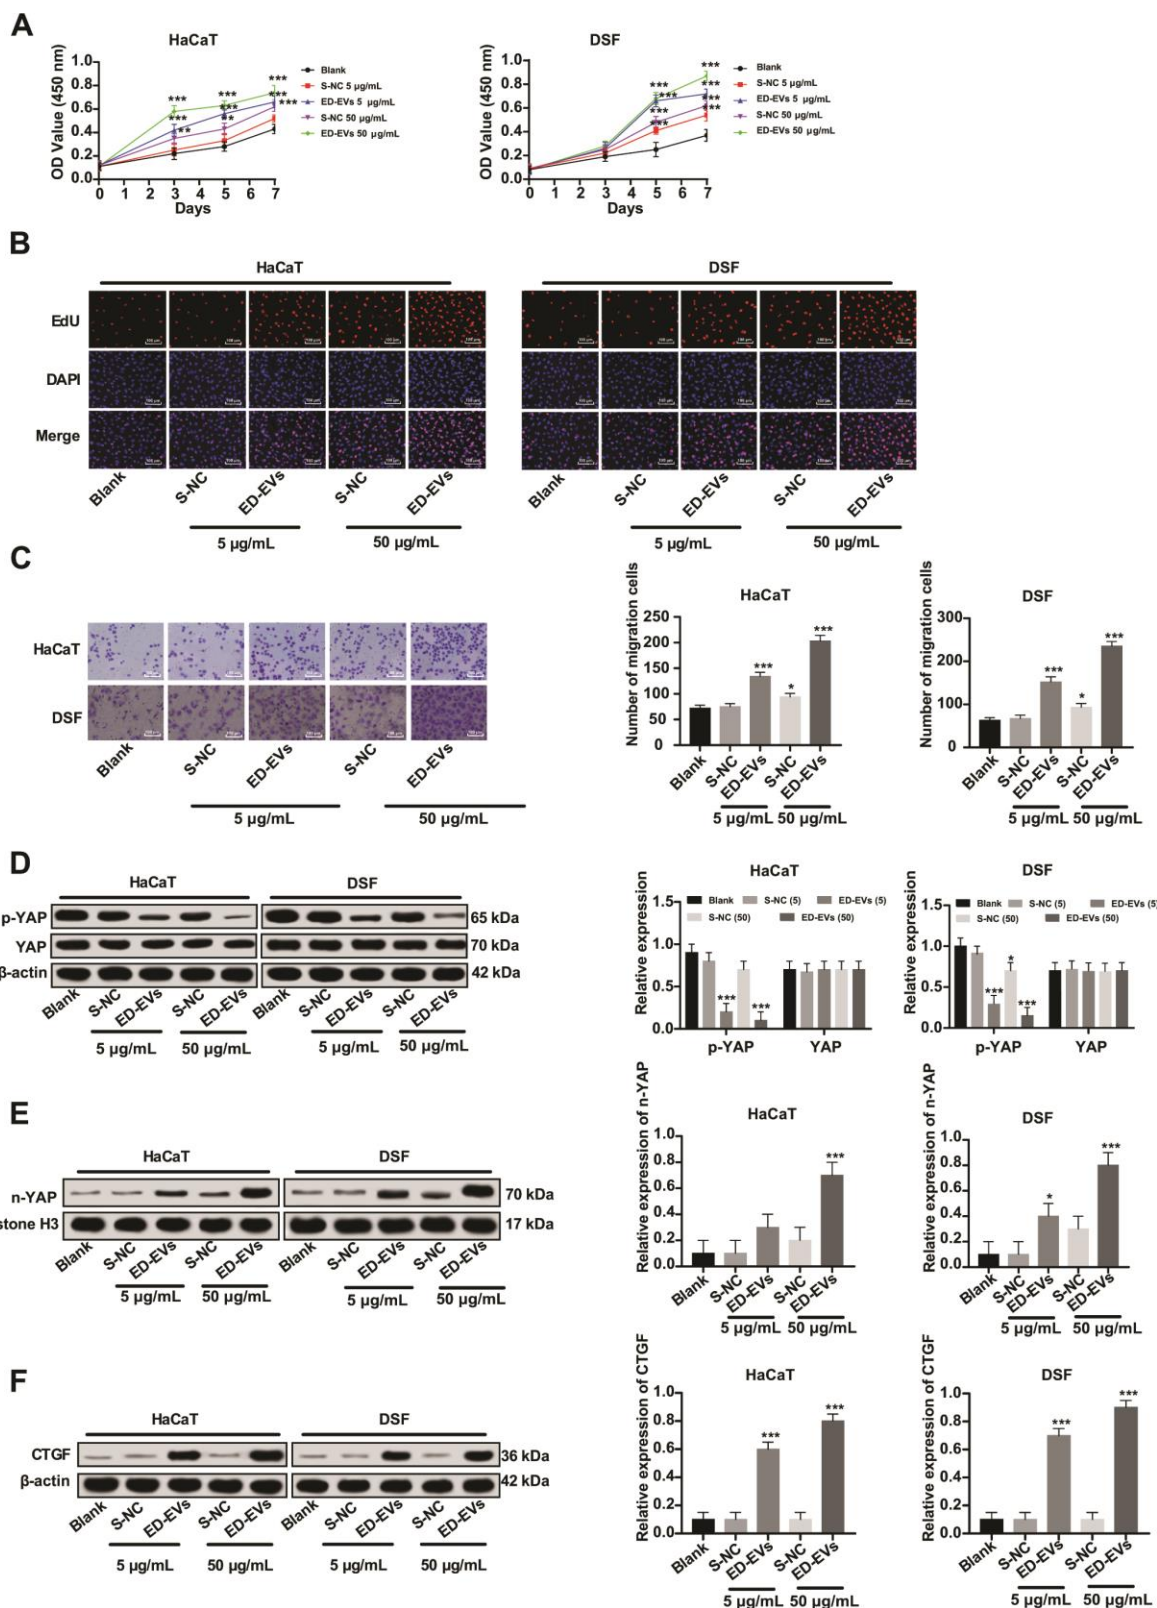 A
HaCaT
OD Value (450 nm)
1.0
0.8
0.6
0.4
0.2
0.0
0 1 2 3 4 5 6 7
Days
*** *** ***
*** *** ***
** ** ***
Blank
S-NC 5 µg/mL
ED-EVs 5 µg/mL
S-NC 50 µg/mL
ED-EVs 50 µg/mL
DSF
OD Value (450 nm)
1.0
0.8
0.6
0.4
0.2
0.0
0 1 2 3 4 5 6 7
Days
*** ***
*** ***
*** ***
*** ***
Blank
S-NC 5 µg/mL
ED-EVs 5 µg/mL
S-NC 50 µg/mL
ED-EVs 50 µg/mL
B
HaCaT DSF
EdU
DAPI
Merge
Blank S-NC ED-EVs S-NC ED-EVs
5 µg/mL 50 µg/mL
Blank S-NC ED-EVs S-NC ED-EVs
5 µg/mL 50 µg/mL
C
HaCaT
DSF
Blank S-NC ED-EVs S-NC ED-EVs
5 µg/mL 50 µg/mL
HaCaT
Number of migration cells
250
200
150
100
50
0
*** * ***
Blank S-NC ED-EVs S-NC ED-EVs
5 µg/mL 50 µg/mL
DSF
Number of migration cells
300
200
100
0
*** * ***
Blank S-NC ED-EVs S-NC ED-EVs
5 µg/mL 50 µg/mL
D
HaCaT DSF
p-YAP 65 kDa
YAP 70 kDa
β-actin 42 kDa
Blank S-NC ED-EVs S-NC ED-EVs
5 µg/mL 50 µg/mL
Blank S-NC ED-EVs S-NC ED-EVs
5 µg/mL 50 µg/mL
HaCaT
Relative expression
1.5
1.0
0.5
0.0
Blank S-NC (5) ED-EVs (5)
S-NC (50) ED-EVs (50)
*** ***
p-YAP YAP
DSF
Relative expression
1.5
1.0
0.5
0.0
Blank S-NC (5) ED-EVs (5
S-NC (50) ED-EVs (50)
*** * ***
p-YAP YAP
E
HaCaT DSF
n-YAP 70 kDa
stone H3 17 kDa
Blank S-NC ED-EVs S-NC ED-EVs
5 µg/mL 50 µg/mL
Blank S-NC ED-EVs S-NC ED-EVs
5 µg/mL 50 µg/mL
HaCaT
Relative expression of n-YAP
1.0
0.8
0.6
0.4
0.2
0.0
***
Blank S-NC ED-EVs S-NC ED-EVs
5 µg/mL 50 µg/mL
DSF
Relative expression of n-YAP
1.0
0.8
0.6
0.4
0.2
0.0
* ***
Blank S-NC ED-EVs S-NC ED-EVs
5 µg/mL 50 µg/mL
F
HaCaT DSF
CTGF 36 kDa
β-actin 42 kDa
Blank S-NC ED-EVs S-NC ED-EVs
5 µg/mL 50 µg/mL
Blank S-NC ED-EVs S-NC ED-EVs
5 µg/mL 50 µg/mL
HaCaT
Relative expression of CTGF
1.0
0.8
0.6
0.4
0.2
0.0
*** ***
Blank S-NC ED-EVs S-NC ED-EVs
5 µg/mL 50 µg/mL
DSF
Relative expression of CTGF
1.0
0.8
0.6
0.4
0.2
0.0
*** ***
Blank S-NC ED-EVs S-NC ED-EVs
5 µg/mL 50 µg/mL